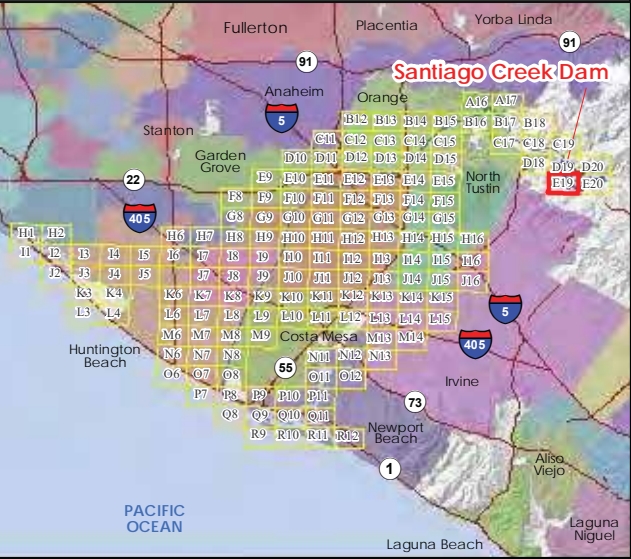 Fullerton
Placentia
Yorba Linda
91
91
Santiago Creek Dam
Anaheim
Orange
A16 A17
5
B12 B13 B14 B15 B16 B17 B18
Stanton
C11 C12 C13 C14 C15 C17 C18 C19
Garden
Grove
D10 D11 D12 D13 D14 D15 D18 D19 D20
E9 E10 E11 E12 E13 E14 E15 E19 E20
North
Tustin
22
F8 F9 F10 F11 F12 F13 F14 F15
405
G8 G9 G10 G11 G12 G13 G14 G15
H1 H2 H6 H7 H8 H9 H10 H11 H12 H13 H14 H15 H16
I1 I2 I3 I4 I5 I6 I7 I8 I9 I10 I11 I12 I13 I14 I15 I16
J2 J3 J4 J5 J7 J8 J9 J10 J11 J12 J13 J14 J15 J16
K3 K4 K6 K7 K8 K9 K10 K11 K12 K13 K14 K15
5
L3 L4 L6 L7 L8 L9 L10 L11 L12 L13 L14 L15
M6 M7 M8 M9 Costa Mesa M13 M14
405
Huntington
Beach
N6 N7 N8 N11 N12 N13
55
O6 O7 O8 O11 O12
Irvine
P7 P8 P9 P10 P11
73
Q8 Q9 Q10 Q11
R9 R10 R11 R12
Newport
Beach
1
Aliso
Viejo
PACIFIC
OCEAN
Laguna
Niguel
Laguna Beach